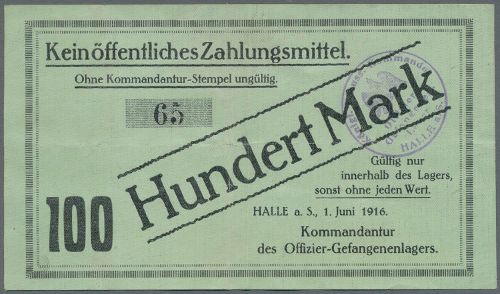 Kein öffentliches Zahlungsmittel.
Ohne Kommandantur-Stempel ungültig.
65
Hundert Mark
HALLE a. S.
Gültig nur
innerhalb des Lagers,
sonst ohne jeden Wert.
100
HALLE a. S., 1. Juni 1916.
Kommandantur
des Offizier-Gefangenenlagers.